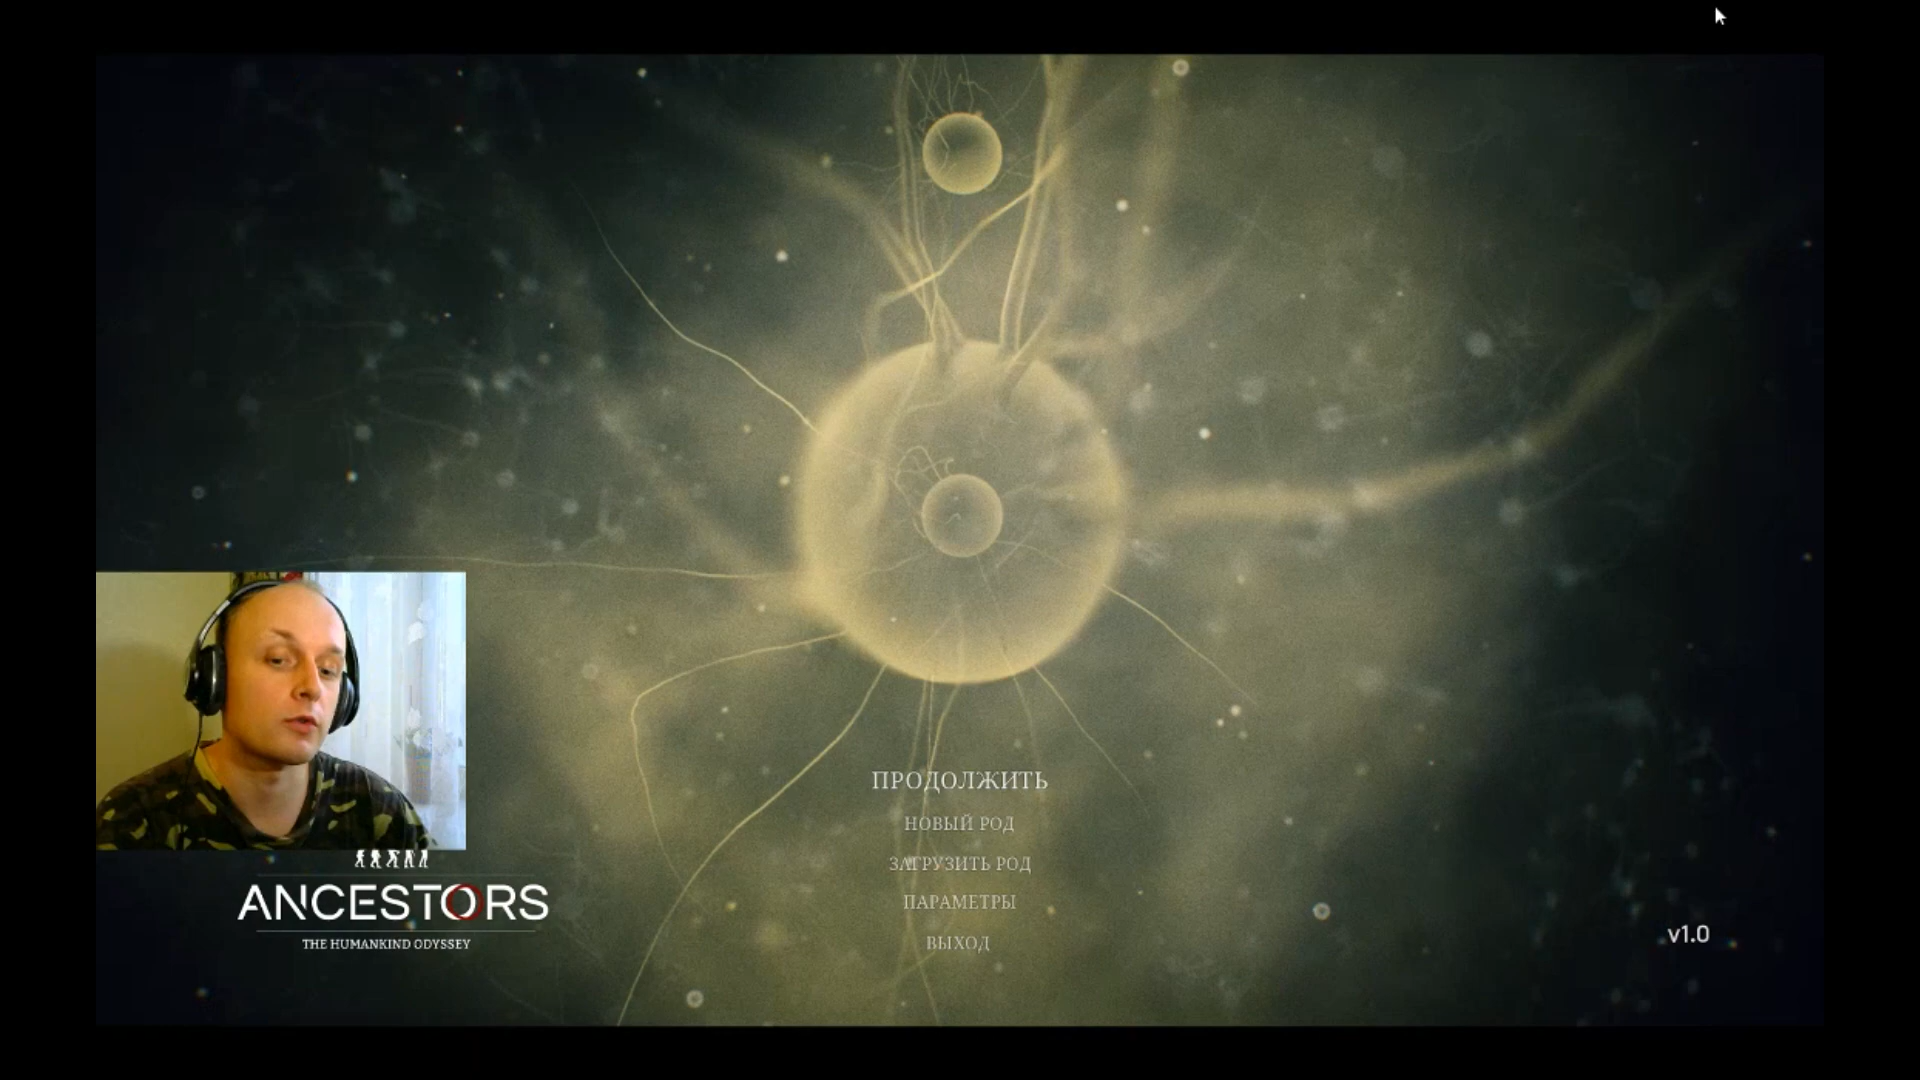 ПРОДОЛЖИТЬ
НОВЫЙ РОД
ЗАГРУЗИТЬ РОД
ПАРАМЕТРЫ
ВЫХОД
ANCESTORS
THE HUMANKIND ODYSSEY
v1.0